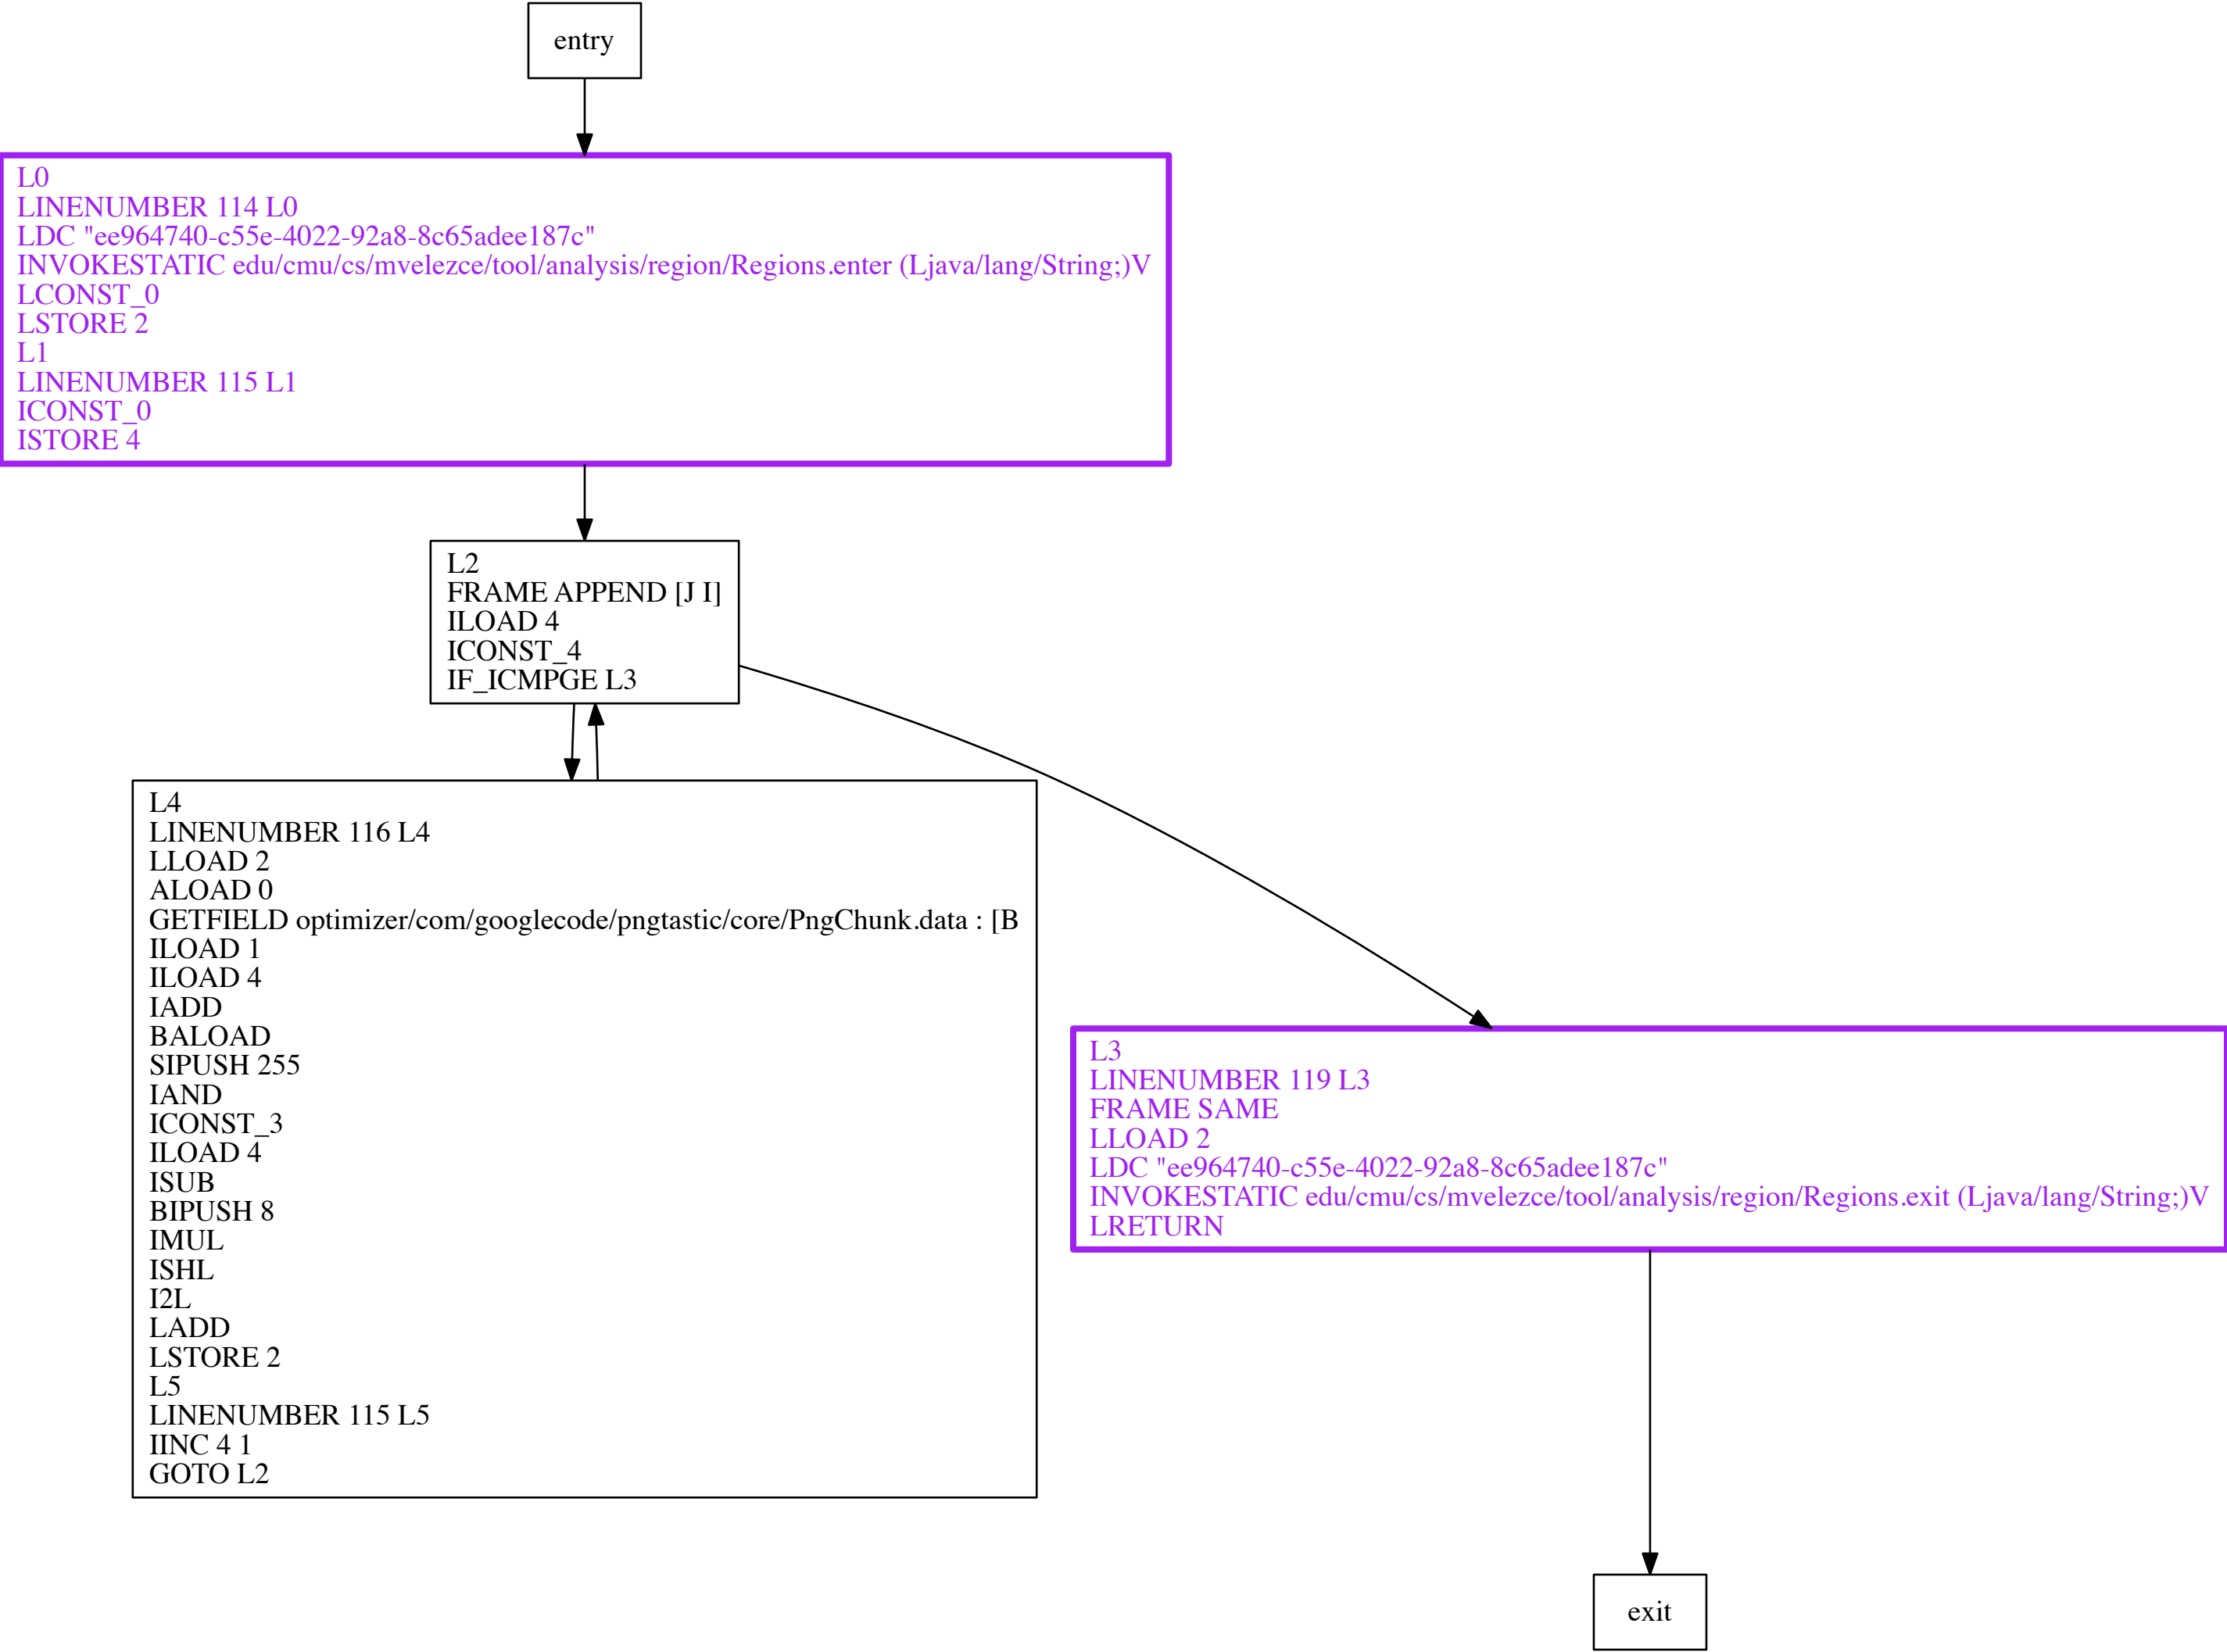 entry
L0
LINENUMBER 114 L0
LDC "ee964740-c55e-4022-92a8-8c65adee187c"
INVOKESTATIC edu/cmu/cs/mvelezce/tool/analysis/region/Regions.enter (Ljava/lang/String;)V
LCONST_0
LSTORE 2
L1
LINENUMBER 115 L1
ICONST_0
ISTORE 4
L2
FRAME APPEND [J I]
ILOAD 4
ICONST_4
IF_ICMPGE L3
L4
LINENUMBER 116 L4
LLOAD 2
ALOAD 0
GETFIELD optimizer/com/googlecode/pngtastic/core/PngChunk.data : [B
ILOAD 1
ILOAD 4
IADD
BALOAD
SIPUSH 255
IAND
ICONST_3
ILOAD 4
ISUB
BIPUSH 8
IMUL
ISHL
I2L
LADD
LSTORE 2
L5
LINENUMBER 115 L5
IINC 4 1
GOTO L2
L3
LINENUMBER 119 L3
FRAME SAME
LLOAD 2
LDC "ee964740-c55e-4022-92a8-8c65adee187c"
INVOKESTATIC edu/cmu/cs/mvelezce/tool/analysis/region/Regions.exit (Ljava/lang/String;)V
LRETURN
exit